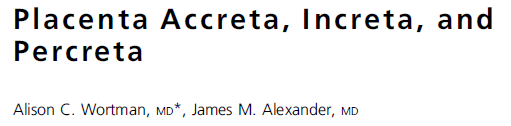 Placenta Accreta, Increta, and
Percreta
Alison C. Wortman, MD*, James M. Alexander, MD